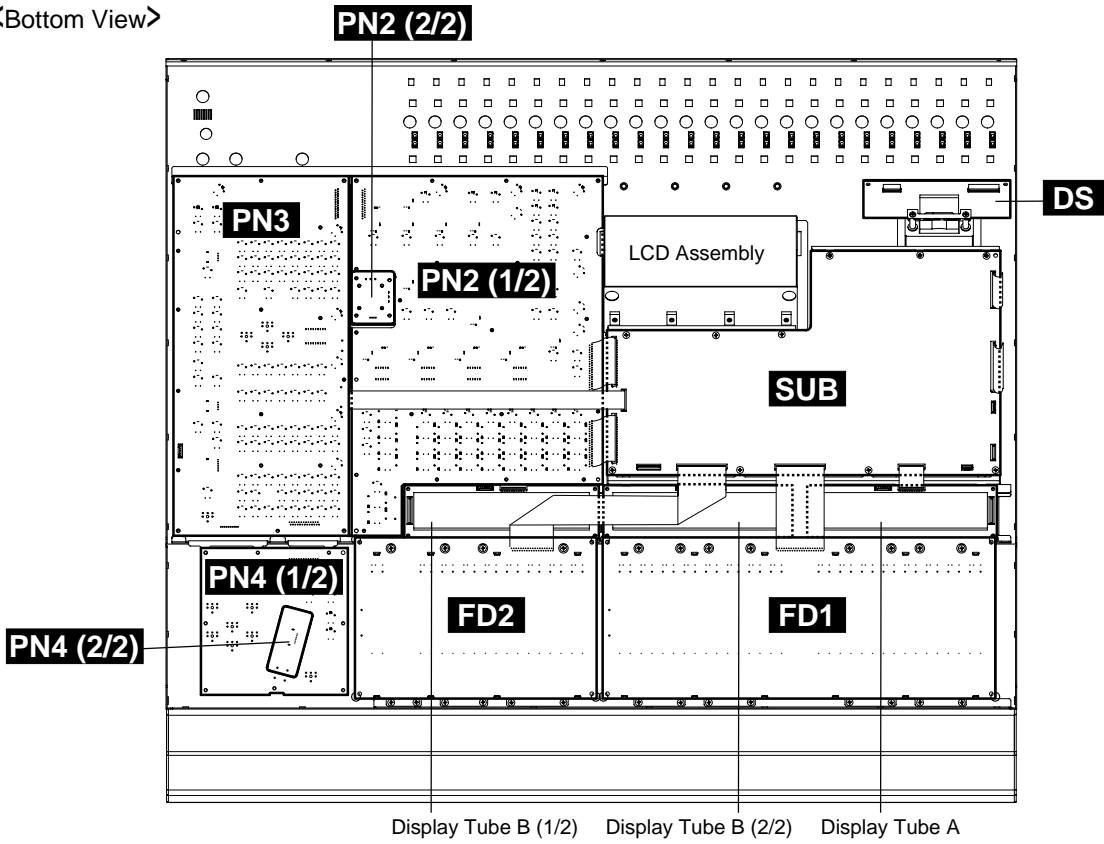 <Bottom View>
PN2 (2/2)
DS
PN3
LCD Assembly
PN2 (1/2)
SUB
PN4 (1/2)
FD2
FD1
PN4 (2/2)
Display Tube B (1/2)
Display Tube B (2/2)
Display Tube A